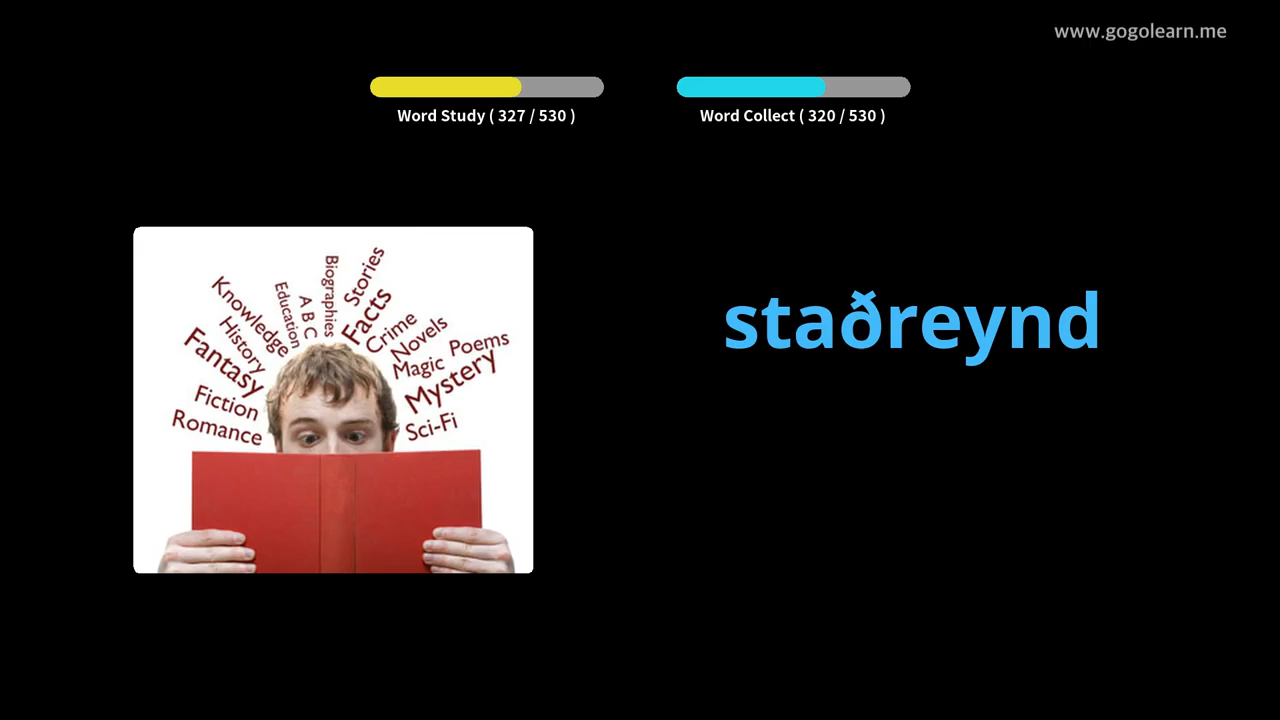 www.gogolearn.me
Word Study ( 327 / 530 )
Word Collect ( 320 / 530 )
staðreynd
Knowledge
History
Fantasy
Fiction
Romance
Education
A B C
Biographies
Stories
Facts
Crime
Novels
Magic
Poems
Mystery
Sci-Fi